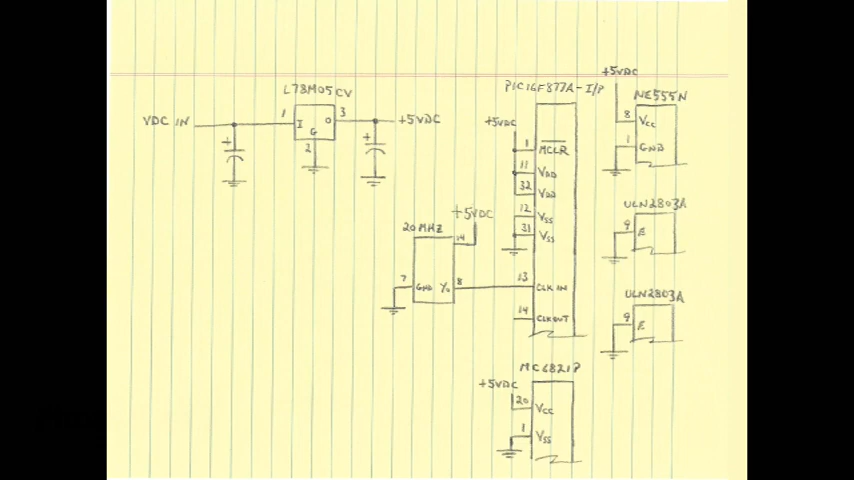 L78M05CV
VDC IN
1
I
O
G
3
2
+
+5VDC
+
PIC16F877A-I/P
+5VDC
1
MCLR
11
VDD
32
VDD
12
VSS
31
VSS
13
CLK IN
14
CLKOUT
20MHZ
+5VDC
14
7
GND
Yo
8
MC6821P
+5VDC
20
VCC
1
VSS
+5VDC
NE555N
8
VCC
1
GND
ULN2803A
9
E
ULN2803A
9
E